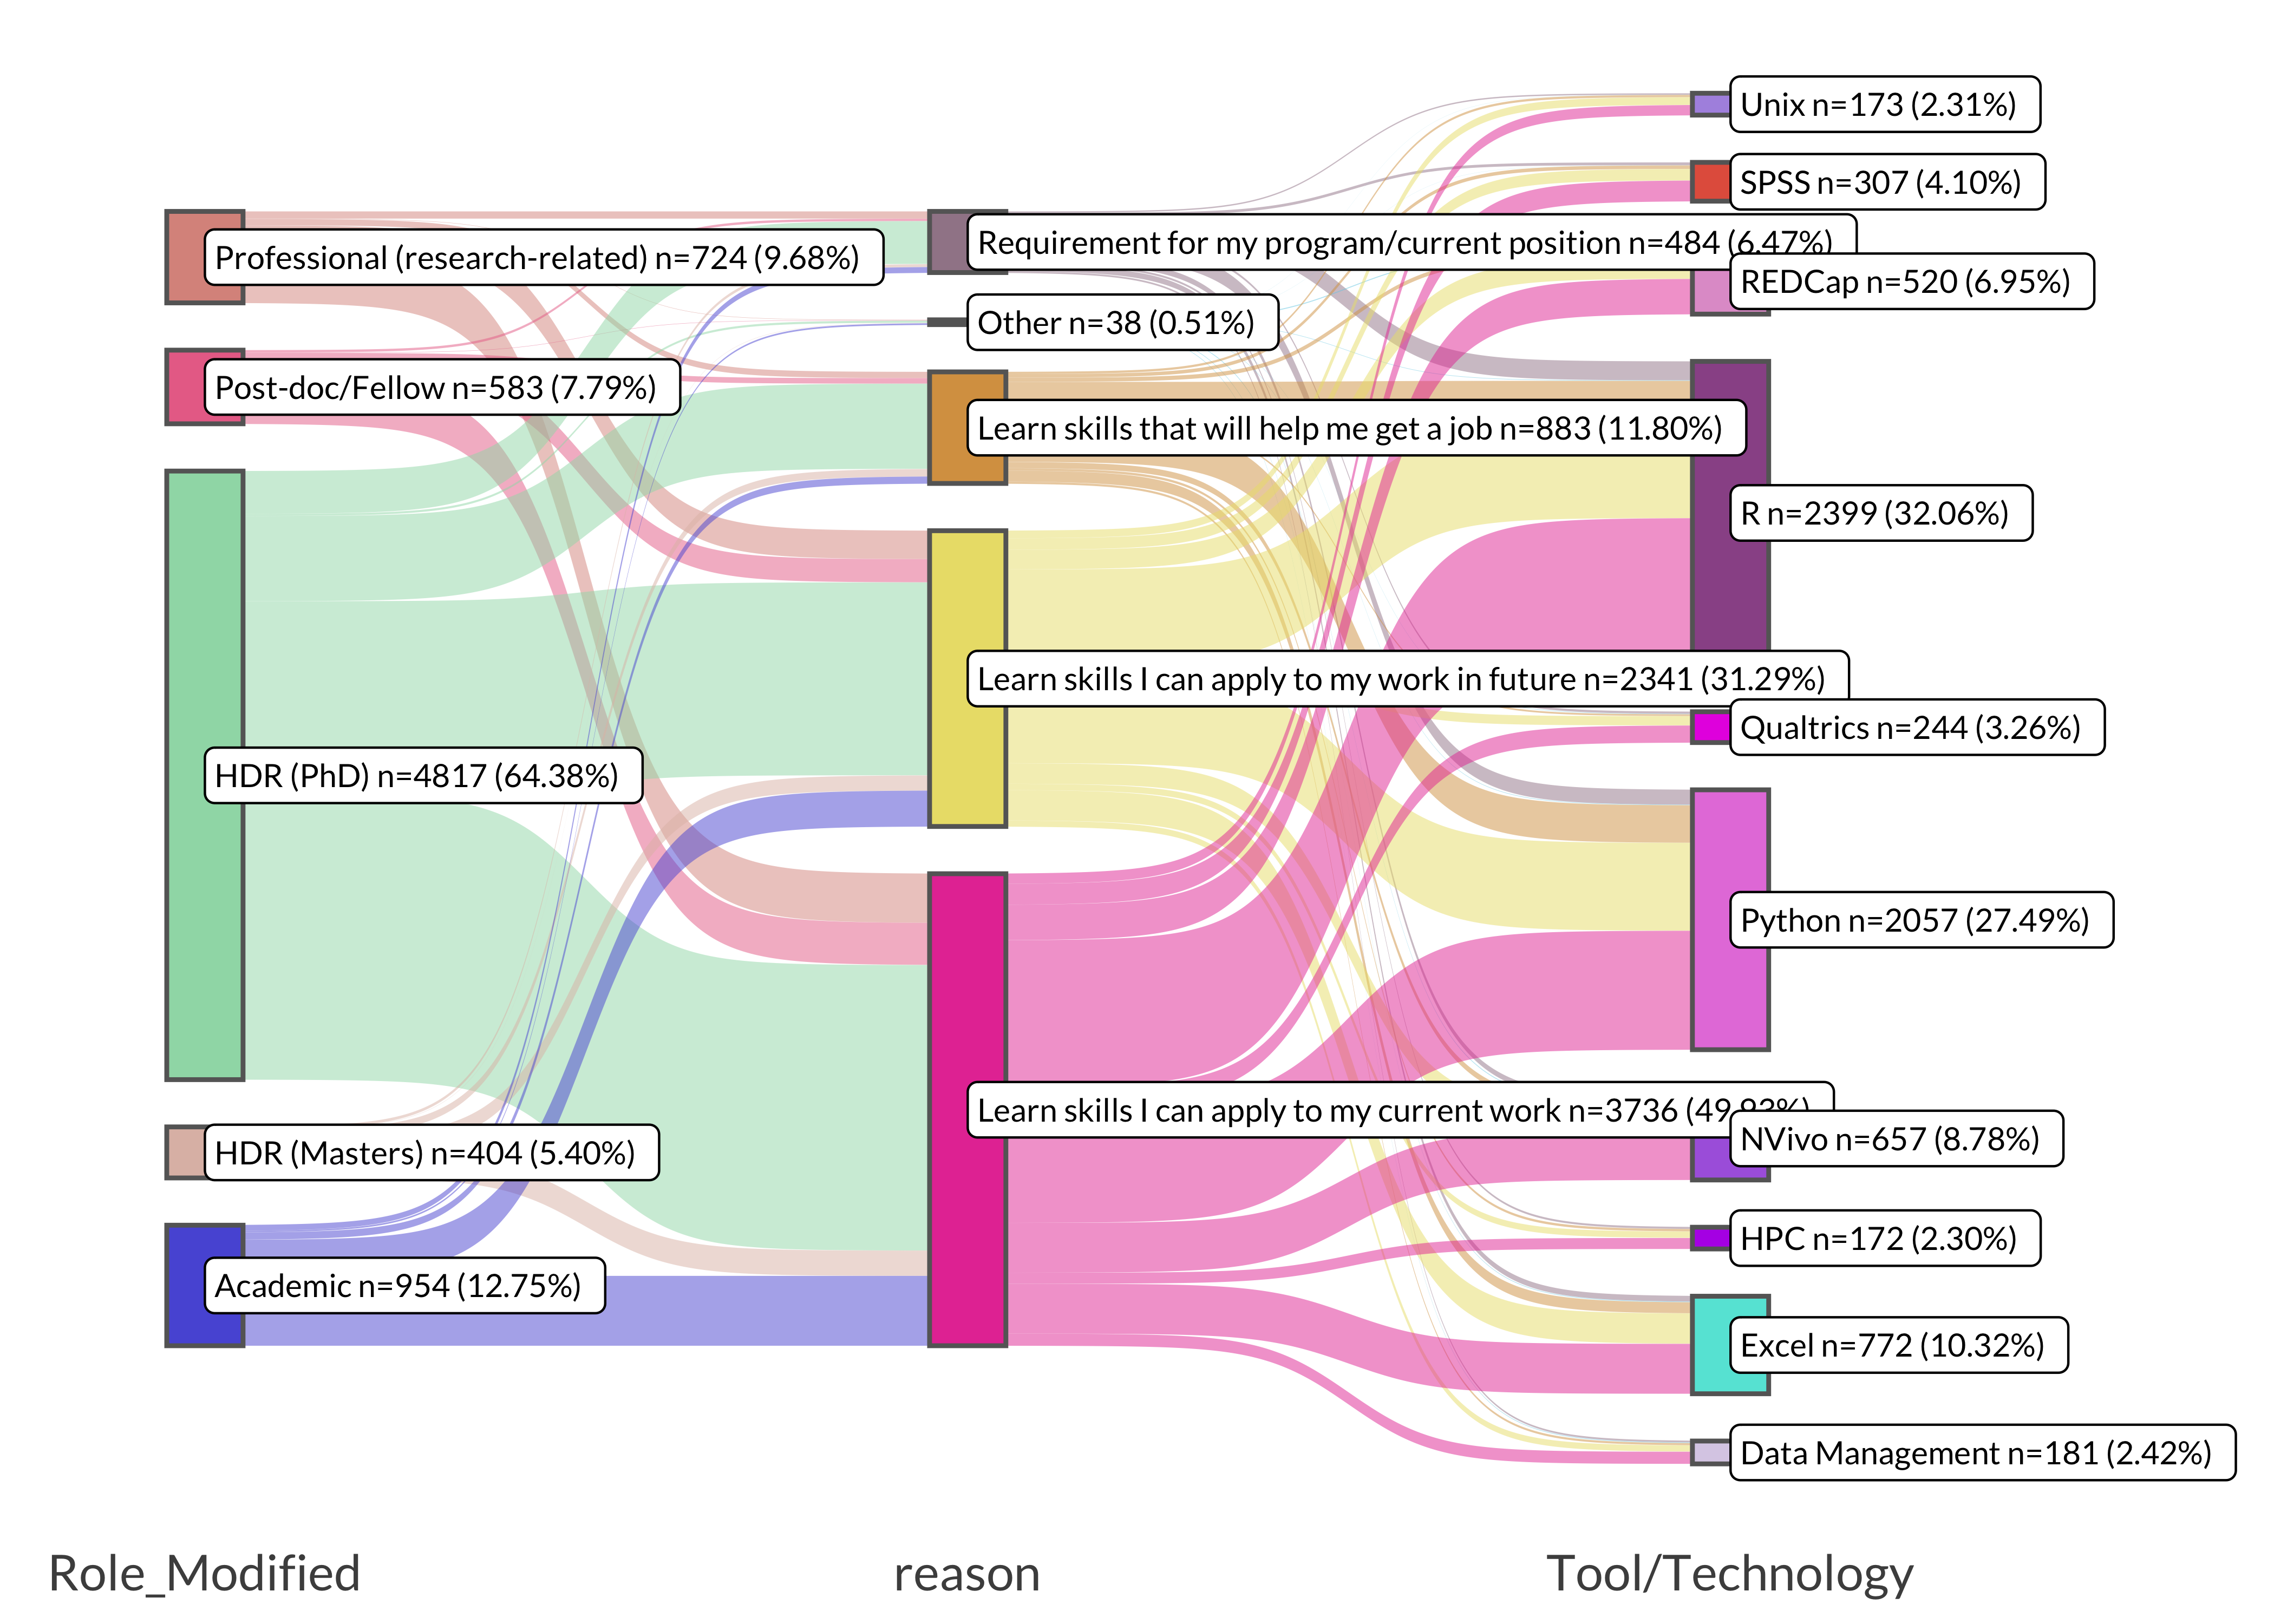 Professional (research-related) n=724 (9.68%)
Post-doc/Fellow n=583 (7.79%)
HDR (PhD) n=4817 (64.38%)
HDR (Masters) n=404 (5.40%)
Academic n=954 (12.75%)
Requirement for my program/current position n=484 (6.47%)
Other n=38 (0.51%)
Learn skills that will help me get a job n=883 (11.80%)
Learn skills I can apply to my work in future n=2341 (31.29%)
Learn skills I can apply to my current work n=3736 (49.93%)
Unix n=173 (2.31%)
SPSS n=307 (4.10%)
REDCap n=520 (6.95%)
R n=2399 (32.06%)
Qualtrics n=244 (3.26%)
Python n=2057 (27.49%)
NVivo n=657 (8.78%)
HPC n=172 (2.30%)
Excel n=772 (10.32%)
Data Management n=181 (2.42%)
Role_Modified
reason
Tool/Technology